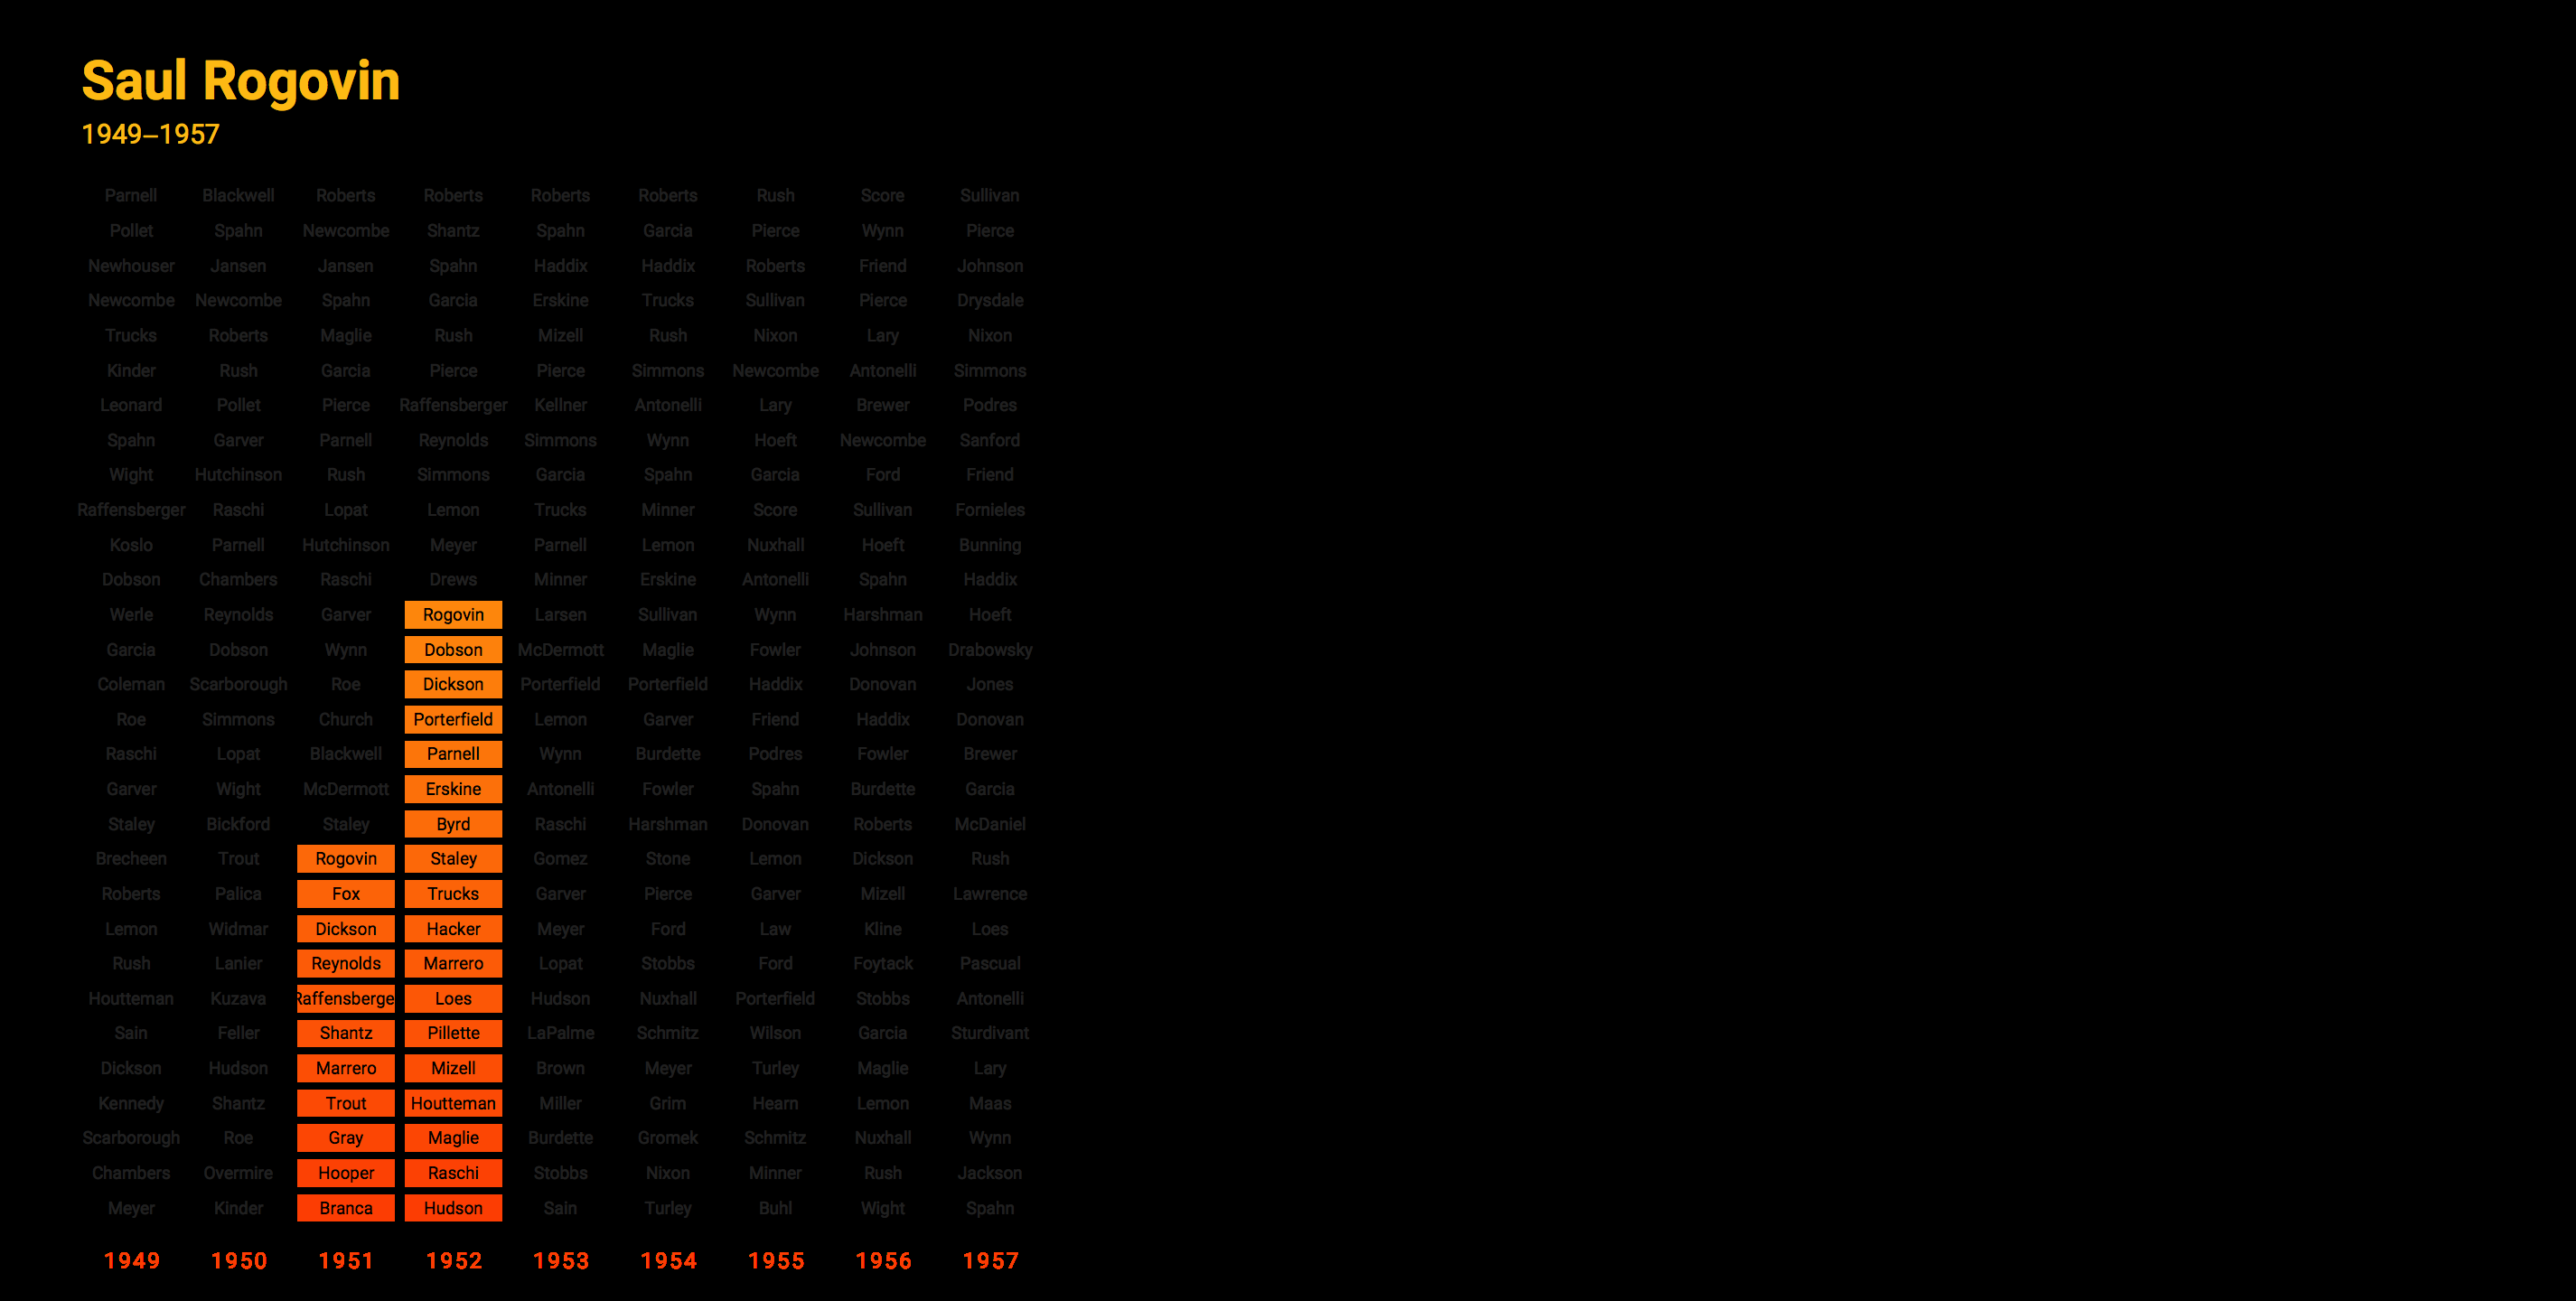 Saul Rogovin
1949–1957
Parnell Blackwell Roberts Roberts Roberts Roberts Rush Score Sullivan
Pollet Spahn Newcombe Shantz Spahn Garcia Pierce Wynn Pierce
Newhouser Jansen Jansen Spahn Haddix Haddix Roberts Friend Johnson
Newcombe Newcombe Spahn Garcia Erskine Trucks Sullivan Pierce Drysdale
Trucks Roberts Maglie Rush Mizell Rush Nixon Lary Nixon
Kinder Rush Garcia Pierce Pierce Simmons Newcombe Antonelli Simmons
Leonard Pollet Pierce Raffensberger Kellner Antonelli Lary Brewer Podres
Spahn Garver Parnell Reynolds Simmons Wynn Hoeft Newcombe Sanford
Wight Hutchinson Rush Simmons Garcia Spahn Garcia Ford Friend
Raffensberger Raschi Lopat Lemon Trucks Minner Score Sullivan Fornieles
Koslo Parnell Hutchinson Meyer Parnell Lemon Nuxhall Hoeft Bunning
Dobson Chambers Raschi Drews Minner Erskine Antonelli Spahn Haddix
Werle Reynolds Garver Rogovin Larsen Sullivan Wynn Harshman Hoeft
Garcia Dobson Wynn Dobson McDermott Maglie Fowler Johnson Drabowsky
Coleman Scarborough Roe Dickson Porterfield Porterfield Haddix Donovan Jones
Roe Simmons Church Porterfield Lemon Garver Friend Haddix Donovan
Raschi Lopat Blackwell Parnell Wynn Burdette Podres Fowler Brewer
Garver Wight McDermott Erskine Antonelli Fowler Spahn Burdette Garcia
Staley Bickford Staley Byrd Raschi Harshman Donovan Roberts McDaniel
Brecheen Trout Rogovin Staley Gomez Stone Lemon Dickson Rush
Roberts Palica Fox Trucks Garver Pierce Garver Mizell Lawrence
Lemon Widmar Dickson Hacker Meyer Ford Law Kline Loes
Rush Lanier Reynolds Marrero Lopat Stobbs Ford Foytack Pascual
Houtteman Kuzava Raffensberge Loes Hudson Nuxhall Porterfield Stobbs Antonelli
Sain Feller Shantz Pillette LaPalme Schmitz Wilson Garcia Sturdivant
Dickson Hudson Marrero Mizell Brown Meyer Turley Maglie Lary
Kennedy Shantz Trout Houtteman Miller Grim Hearn Lemon Maas
Scarborough Roe Gray Maglie Burdette Gromek Schmitz Nuxhall Wynn
Chambers Overmire Hooper Raschi Stobbs Nixon Minner Rush Jackson
Meyer Kinder Branca Hudson Sain Turley Buhl Wight Spahn
1949 1950 1951 1952 1953 1954 1955 1956 1957